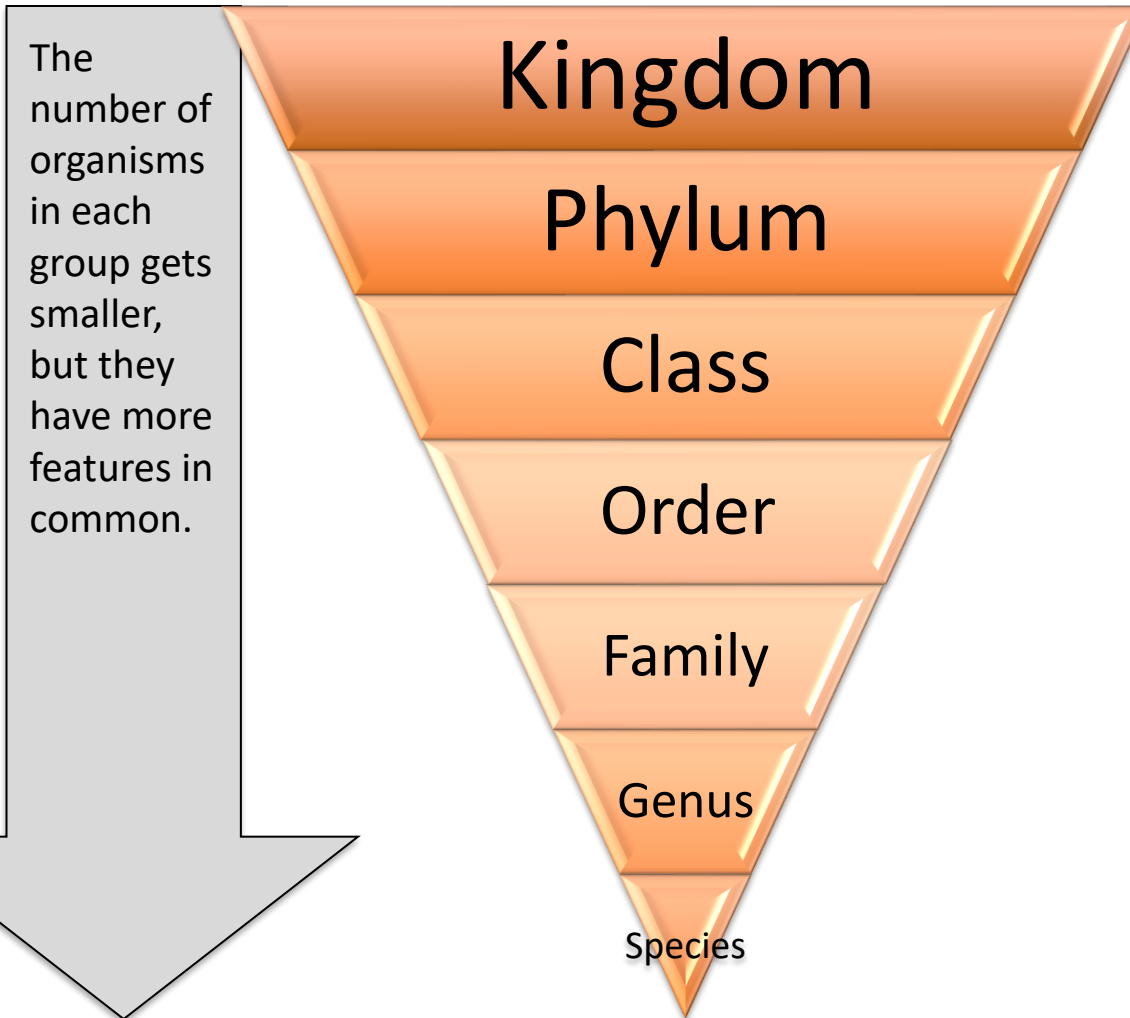 The
number of
organisms
in each
group gets
smaller,
but they
have more
features in
common.
Kingdom
Phylum
Class
Order
Family
Genus
Species